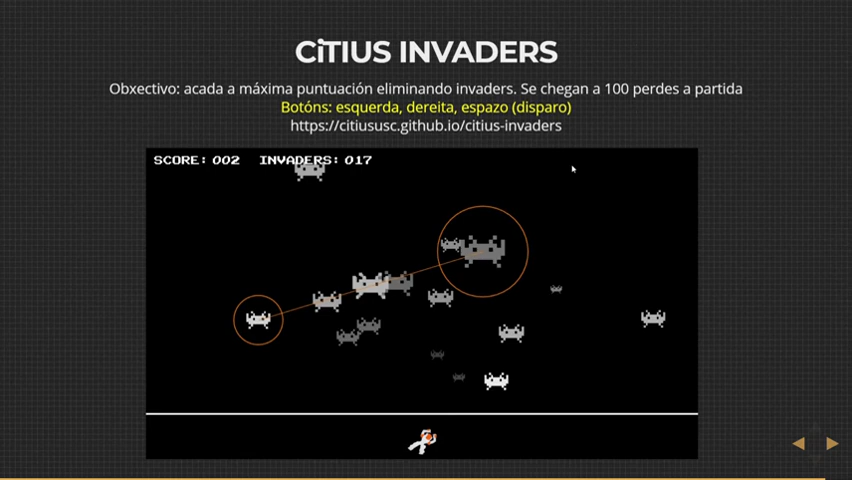 CiTIUS INVADERS
Obxectivo: acada a máxima puntuación eliminando invaders. Se chegan a 100 perdes a partida
Botóns: esquerda, dereita, espazo (disparo)
https://citiususc.github.io/citius-invaders
SCORE: 002 INVADERS: 017